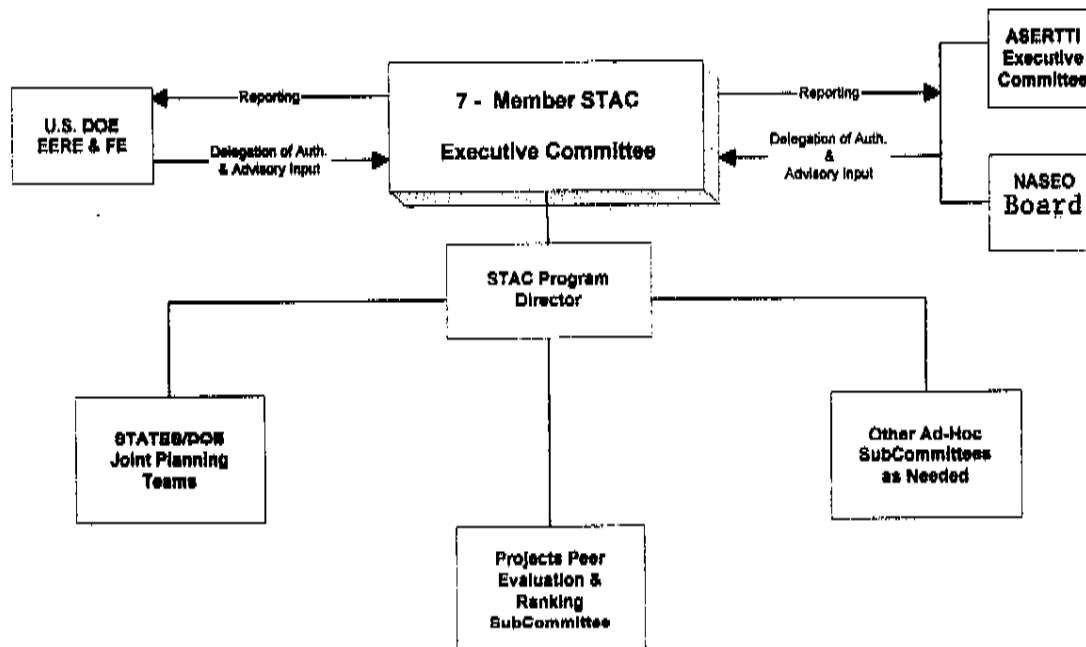 ASERTTI
Executive
Committee
Reporting
7 - Member STAC
Executive Committee
Reporting
U.S. DOE
EERE & FE
Delegation of Auth.
& Advisory Input
Delegation of Auth.
&
Advisory Input
NASEO
Board
STAC Program
Director
STATES/DOE
Joint Planning
Teams
Other Ad-Hoc
SubCommittees
as Needed
Projects Peer
Evaluation &
Ranking
SubCommittee